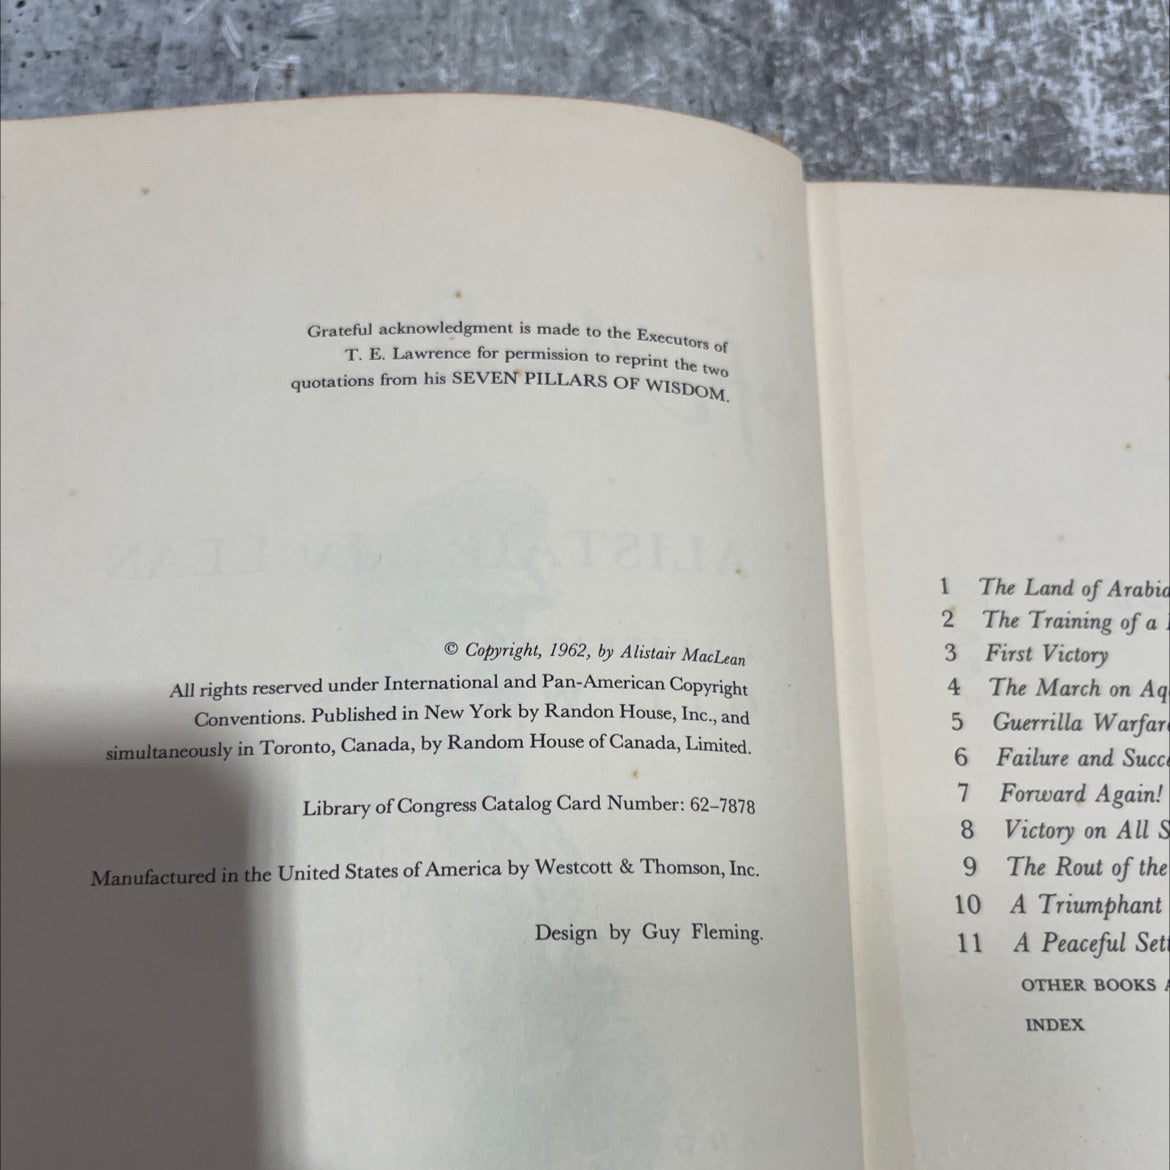 Grateful acknowledgment is made to the Executors of
T. E. Lawrence for permission to reprint the two
quotations from his SEVEN PILLARS OF WISDOM.
© Copyright, 1962, by Alistair MacLean
All rights reserved under International and Pan-American Copyright
Conventions. Published in New York by Randon House, Inc., and
simultaneously in Toronto, Canada, by Random House of Canada, Limited.
Library of Congress Catalog Card Number: 62–7878
Manufactured in the United States of America by Westcott & Thomson, Inc.
Design by Guy Fleming.
1 The Land of Arabia
2 The Training of a
3 First Victory
4 The March on Aq
5 Guerrilla Warfar
6 Failure and Succe
7 Forward Again!
8 Victory on All S
9 The Rout of the
10 A Triumphant
11 A Peaceful Sett
OTHER BOOKS A
INDEX